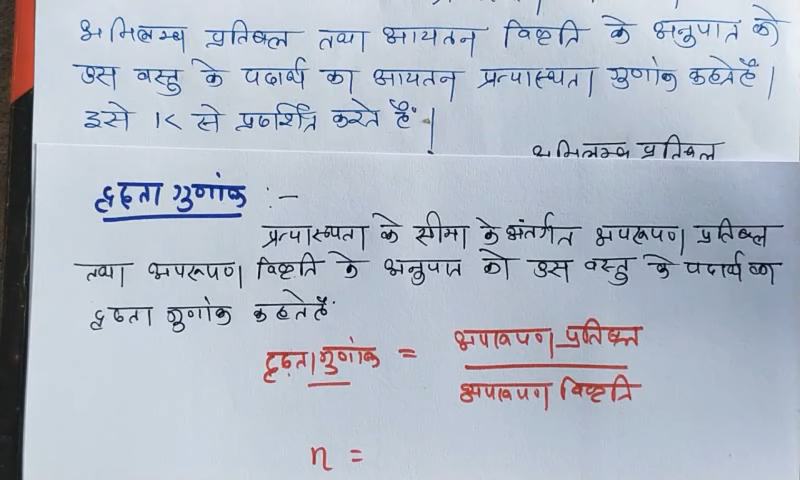 अभिलम्ब प्रतिबल तथा आयतन विकृति के अनुपात को
उस वस्तु के पदार्थ का आयतन प्रत्यास्थता गुणांक कहते हैं।
इसे K से प्रदर्शित करते हैं।
अभिलम्ब प्रतिबल
दृढ़ता गुणांक :-
प्रत्यास्थता के सीमा के अंतर्गत अपरूपण प्रतिबल
तथा अपरूपण विकृति के अनुपात को उस वस्तु के पदार्थ का
दृढ़ता गुणांक कहते हैं
दृढ़ता गुणांक = अपरूपण प्रतिबल
अपरूपण विकृति
n =